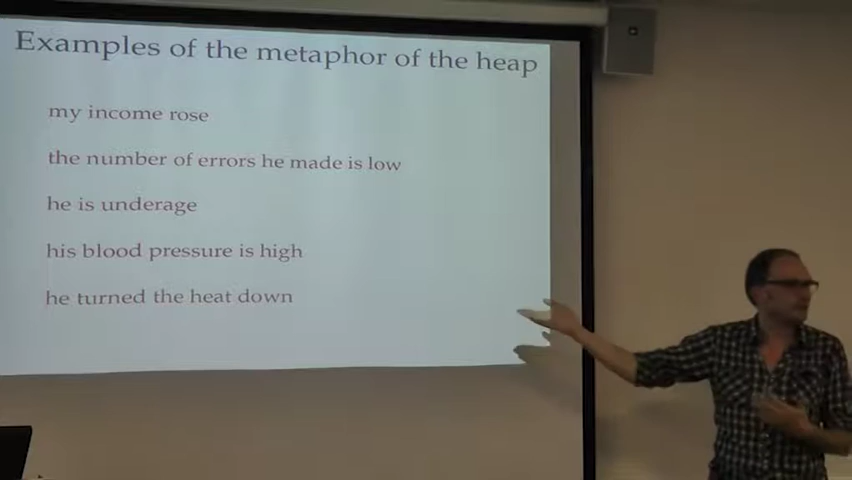 Examples of the metaphor of the heap
my income rose
the number of errors he made is low
he is underage
his blood pressure is high
he turned the heat down